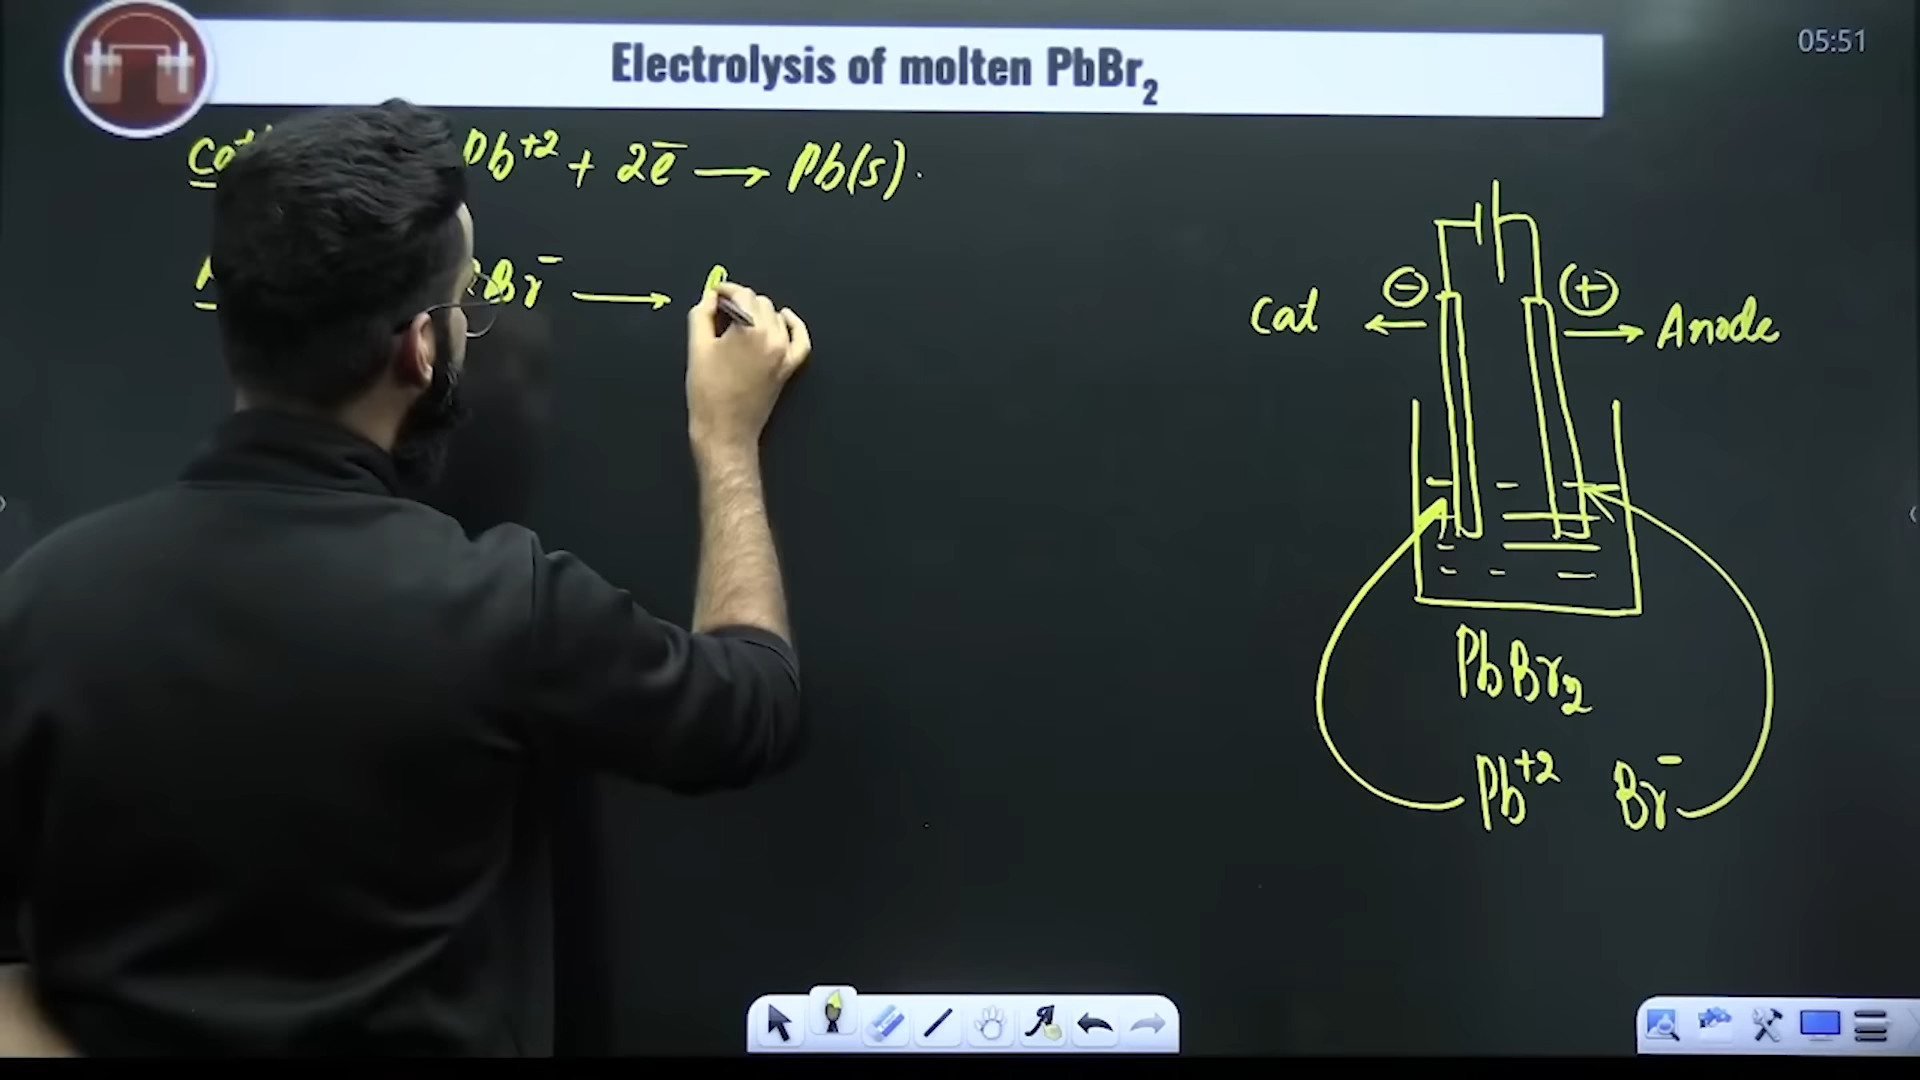 Electrolysis of molten PbBr₂
05:51
Pb⁺² + 2e̅ → Pb(s).
Br⁻ →
⊖ ⊕
Cat ← → Anode
PbBr₂
Pb⁺² Br⁻